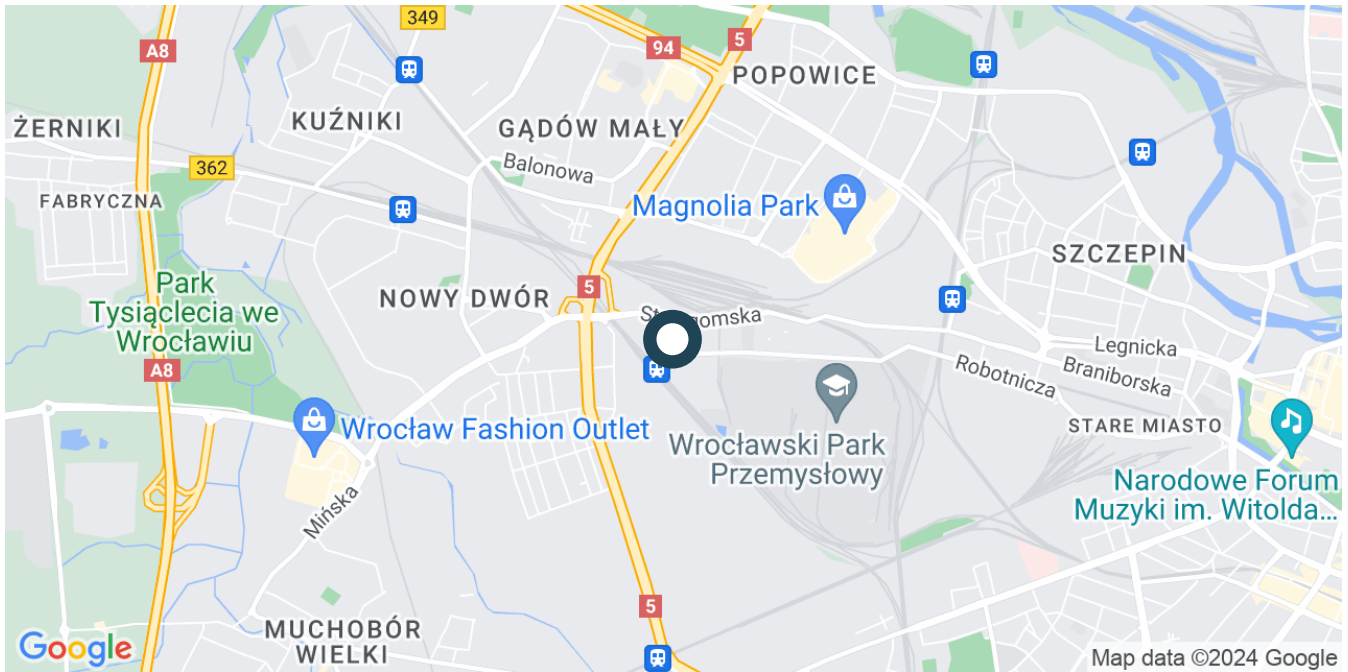 349
A8
94
5
POPOWICE
KUŹNIKI
ŻERNIKI
GĄDÓW MAŁY
362
Balonowa
FABRYCZNA
Magnolia Park
SZCZEPIN
Park
Tysiąclecia we
Wrocławiu
NOWY DWÓR
5
A8
Legnicka
Braniborska
Robotnicza
STARE MIASTO
Wrocław Fashion Outlet
Wrocławski Park
Przemysłowy
Narodowe Forum
Muzyki im. Witolda...
Mińska
5
MUCHOBÓR
WIELKI
Google
Map data ©2024 Google